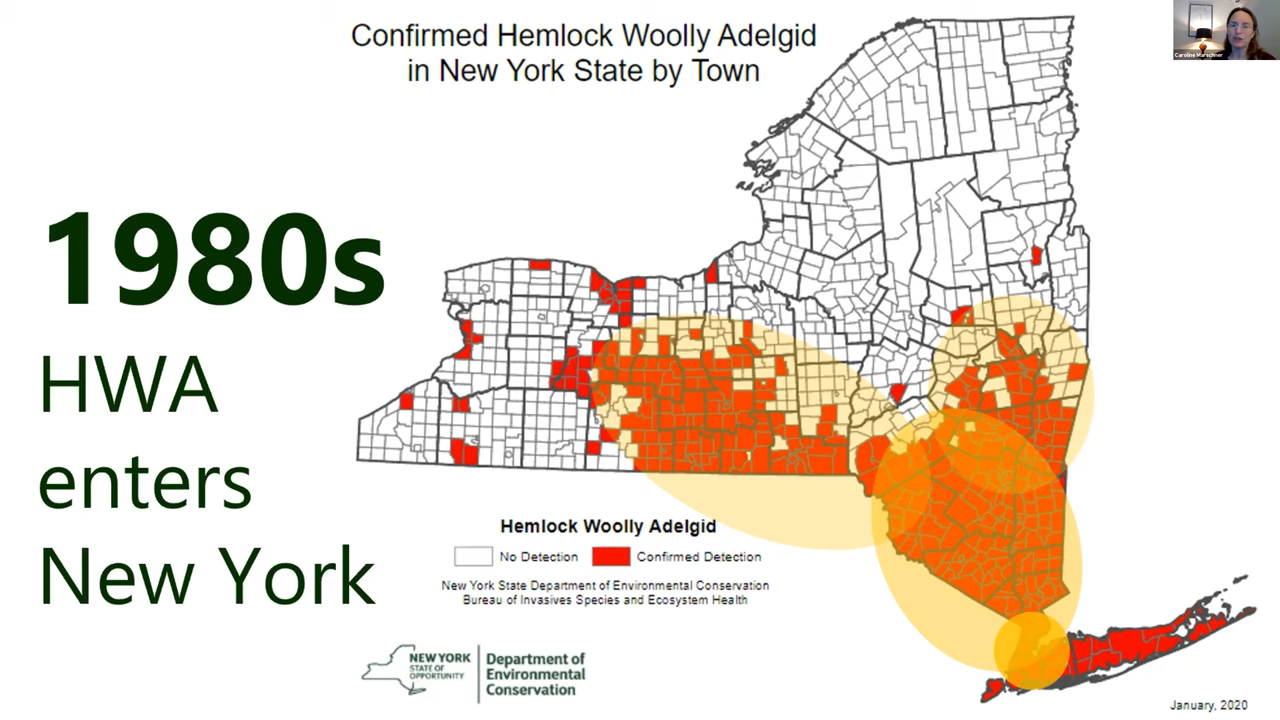 Confirmed Hemlock Woolly Adelgid
in New York State by Town
Caroline Marschner
1980s
HWA
enters
New York
Hemlock Woolly Adelgid
No Detection
Confirmed Detection
New York State Department of Environmental Conservation
Bureau of Invasives Species and Ecosystem Health
NEW YORK
STATE OF
OPPORTUNITY
Department of
Environmental
Conservation
January, 2020